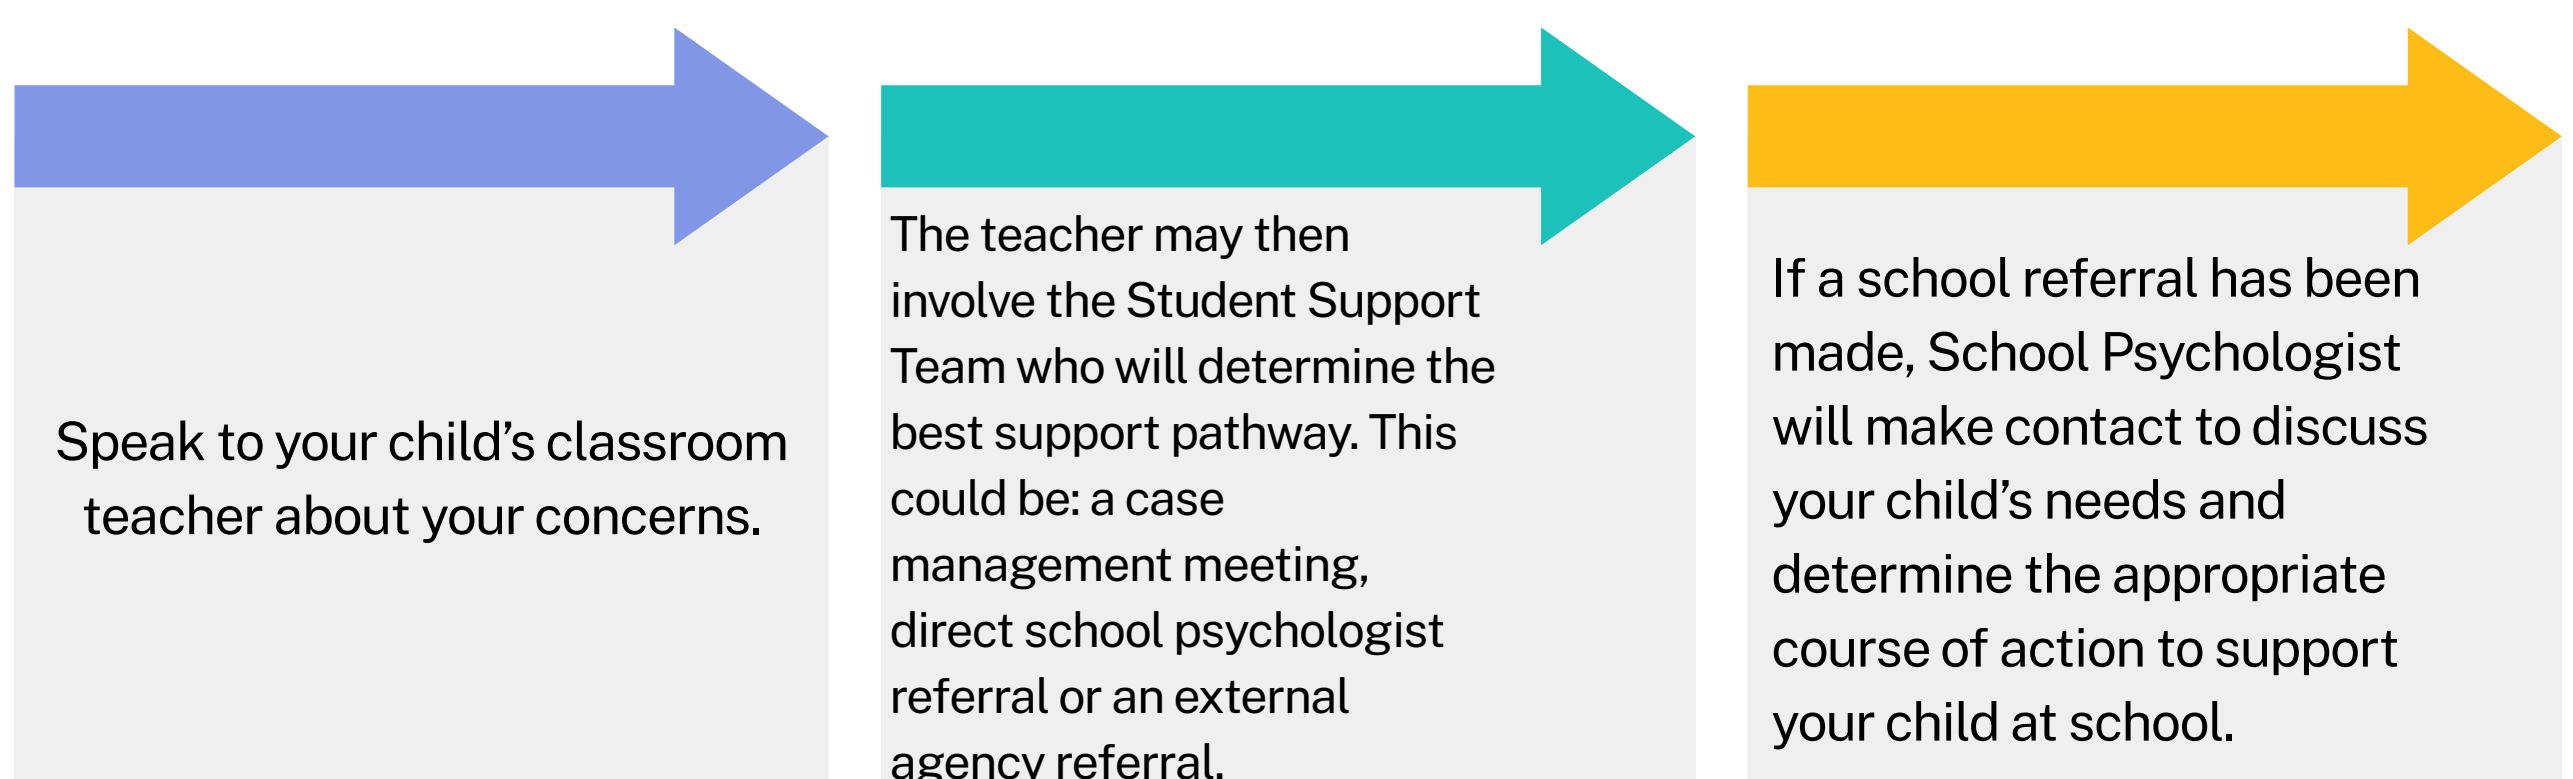 Speak to your child’s classroom
teacher about your concerns.
The teacher may then
involve the Student Support
Team who will determine the
best support pathway. This
could be: a case
management meeting,
direct school psychologist
referral or an external
agency referral.
If a school referral has been
made, School Psychologist
will make contact to discuss
your child’s needs and
determine the appropriate
course of action to support
your child at school.